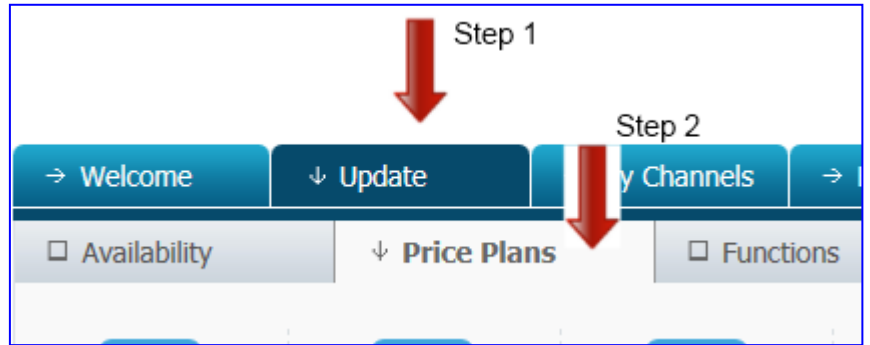 Step 1
Step 2
→ Welcome
↓ Update
Channels
→
Availability
↓ Price Plans
Functions